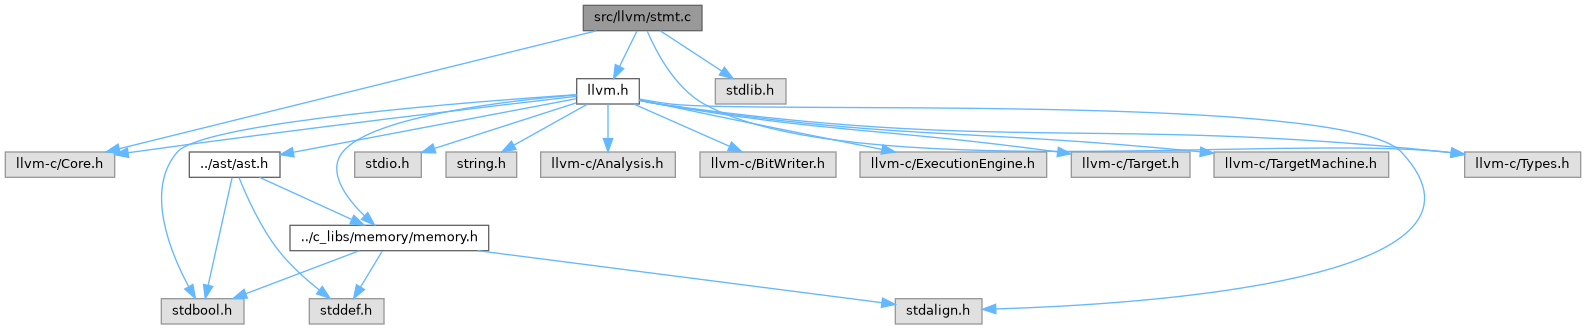 src/llvm/stmt.c
llvm.h
stdlib.h
llvm-c/Core.h
../ast/ast.h
stdio.h
string.h
llvm-c/Analysis.h
llvm-c/BitWriter.h
llvm-c/ExecutionEngine.h
llvm-c/Target.h
llvm-c/TargetMachine.h
llvm-c/Types.h
../c_libs/memory/memory.h
stdbool.h
stddef.h
stdalign.h